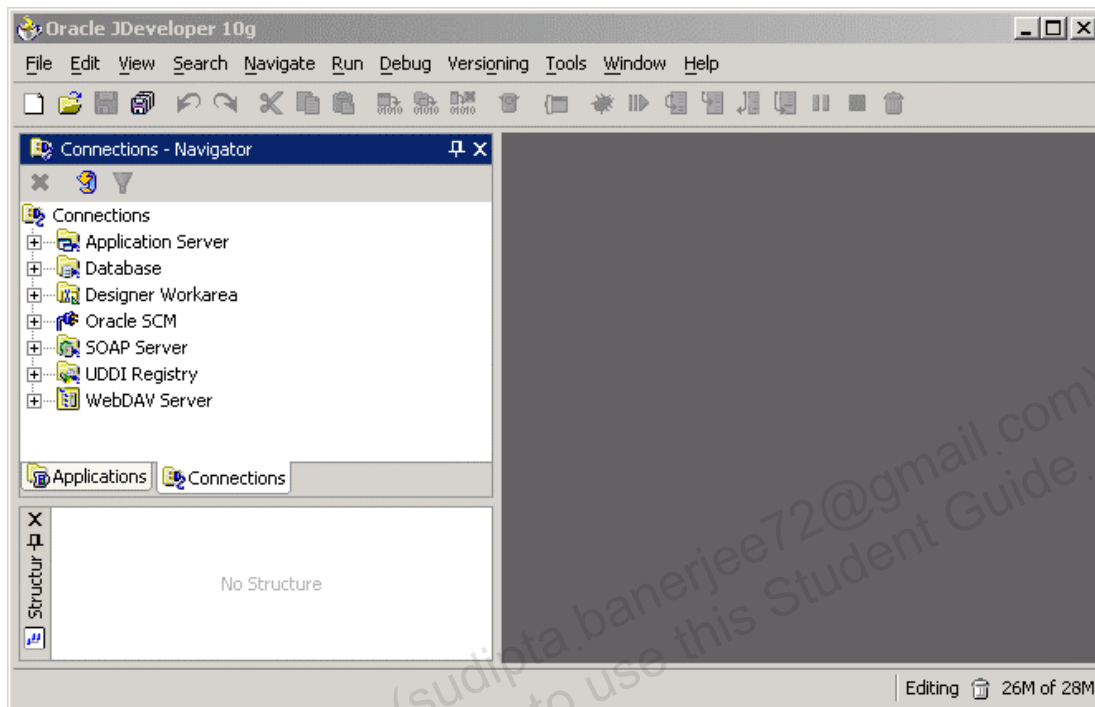 Oracle JDeveloper 10g
File Edit View Search Navigate Run Debug Versioning Tools Window Help
Connections - Navigator
Connections
Application Server
Database
Designer Workarea
Oracle SCM
SOAP Server
UDDI Registry
WebDAV Server
Applications Connections
Structur
No Structure
(sudipta.banerjee72@gmail.com)
to use this Student Guide.
Editing 26M of 28M